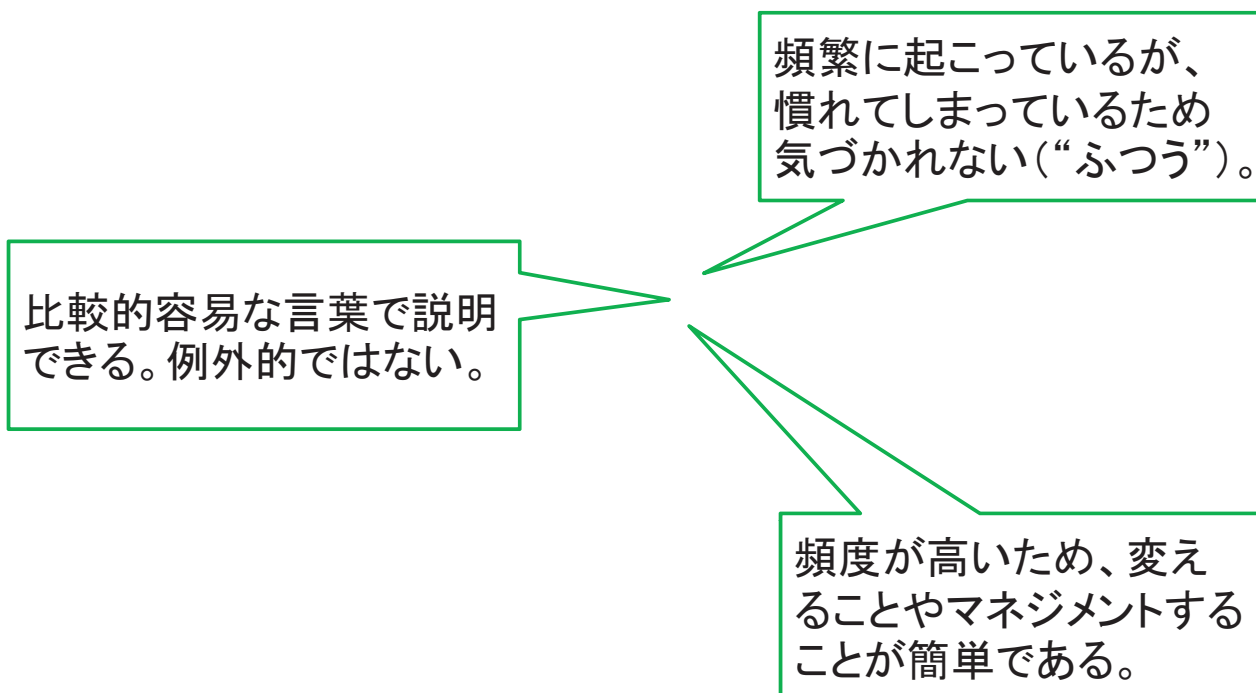 頻繁に起こっているが、
慣れてしまっているため
気づかれない(“ふつう”)。
比較的容易な言葉で説明
できる。例外的ではない。
頻度が高いため、変え
ることやマネジメントする
ことが簡単である。